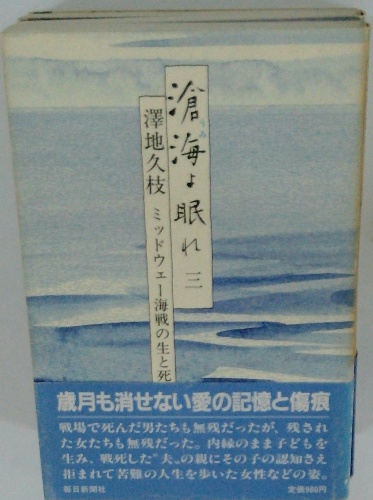 滄海よ眠れ 三
うみ
澤地久枝
ミッドウェー海戦の生と死
歳月も消せない愛の記憶と傷痕
戦場で死んだ男たちも無残だったが、残され
た女たちも無残だった。内縁のまま子どもを
生み、戦死した〝夫〟の親にその子の認知さえ
拒まれて苦難の人生を歩いた女性などの姿。
毎日新聞社
定価980円